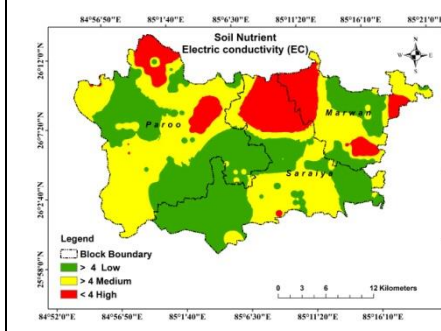 84°56'50"E 85°1'40"E 85°6'30"E 85°11'20"E 85°16'10"E 85°21'0"E
Soil Nutrient
Electric conductivity (EC)
N
W E
S
26°12'0"N
Marwan
Paroo
26°7'20"N
Saraiya
26°2'40"N
Legend
Block Boundary
> 4 Low
> 4 Medium
< 4 High
0 3 6 12 Kilometers
25°58'0"N
84°52'0"E 84°56'50"E 85°1'40"E 85°6'30"E 85°11'20"E 85°16'10"E